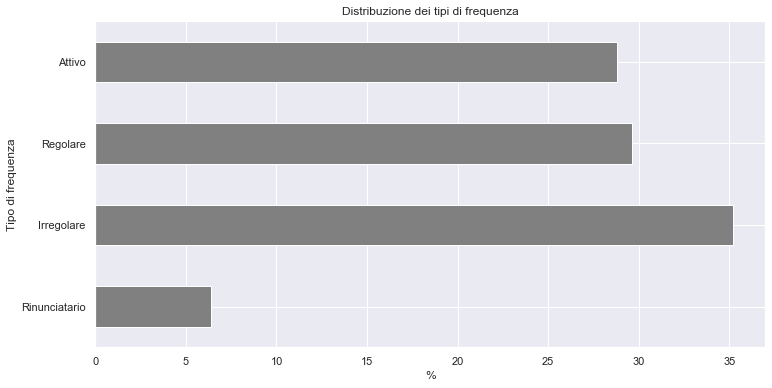 Distribuzione dei tipi di frequenza
Tipo di frequenza
Attivo
Regolare
Irregolare
Rinunciatario
0 5 10 15 20 25 30 35
%